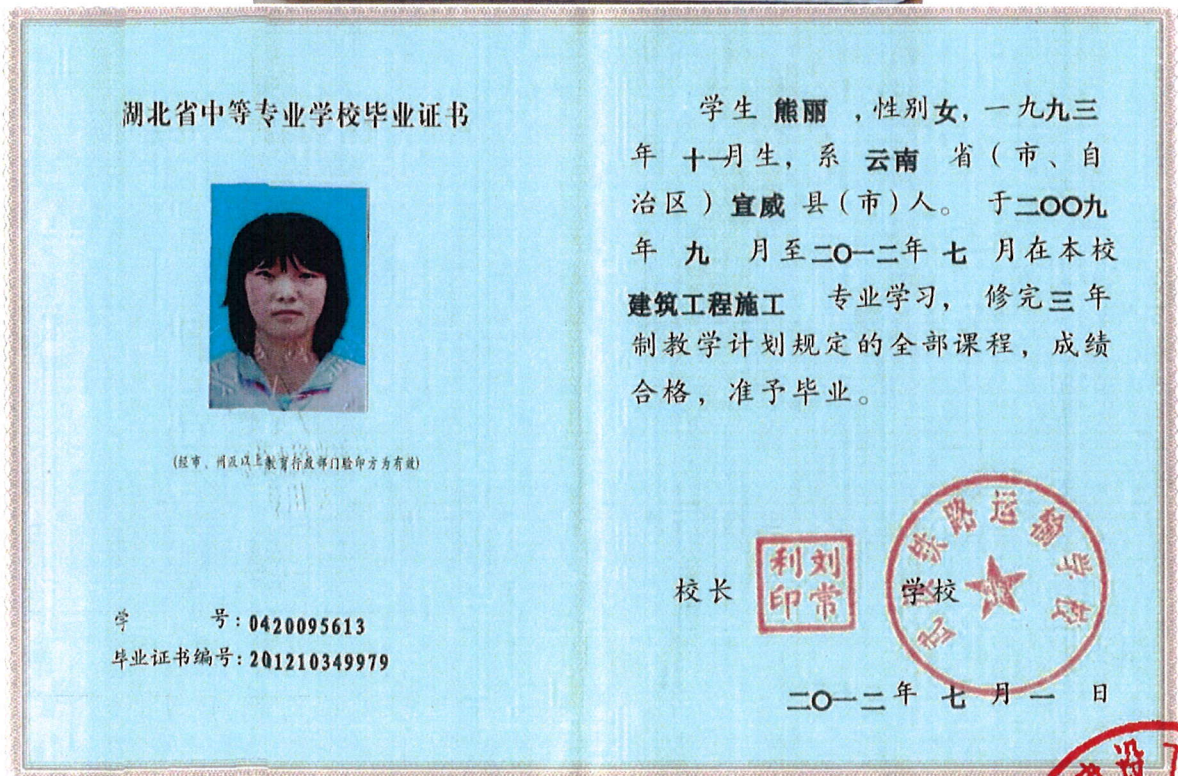 湖北省中等专业学校毕业证书
(经市、州及以上教育行政部门验印方为有效)
学 号:0420095613
毕业证书编号:201210349979
学生 熊丽 ,性别女,一九九三
年 十一月生,系 云南 省(市、自
治区)宣威 县(市)人。 于二〇〇九
年 九 月至二〇一二年 七 月在本校
建筑工程施工 专业学习, 修完三年
制教学计划规定的全部课程,成绩
合格,准予毕业。
校长
刘常利印
学校
铁路运输学校
二〇一二年 七 月 一 日
设